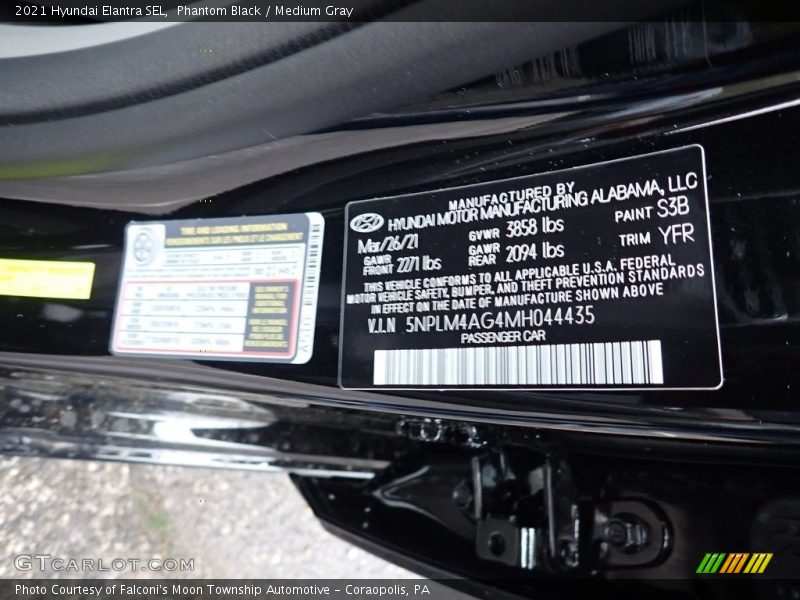 2021 Hyundai Elantra SEL, Phantom Black / Medium Gray
TIRE AND LOADING INFORMATION
MANUFACTURED BY
HYUNDAI MOTOR MANUFACTURING ALABAMA, LLC
Mar/26/21 GVWR 3858 lbs PAINT S3B
GAWR FRONT 2271 lbs GAWR REAR 2094 lbs TRIM YFR
THIS VEHICLE CONFORMS TO ALL APPLICABLE U.S.A. FEDERAL
MOTOR VEHICLE SAFETY, BUMPER, AND THEFT PREVENTION STANDARDS
IN EFFECT ON THE DATE OF MANUFACTURE SHOWN ABOVE
V.I.N 5NPLM4AG4MH044435
PASSENGER CAR
GTCARLOT.COM
Photo Courtesy of Falconi's Moon Township Automotive - Coraopolis, PA